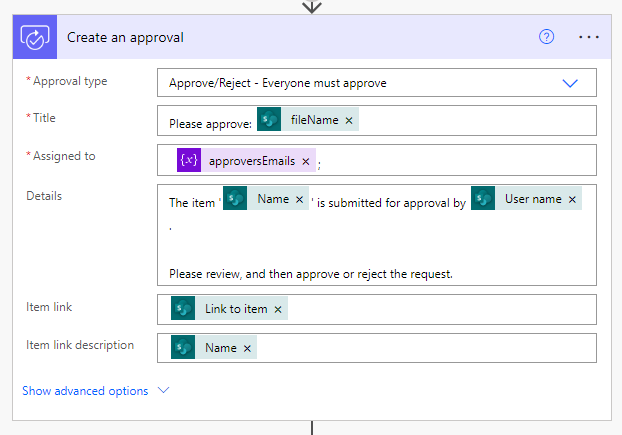 Create an approval
* Approval type
Approve/Reject - Everyone must approve
* Title
Please approve: fileName ×
* Assigned to
{x} approversEmails × ;
Details
The item ' Name × ' is submitted for approval by User name ×
.
Please review, and then approve or reject the request.
Item link
Link to item ×
Item link description
Name ×
Show advanced options